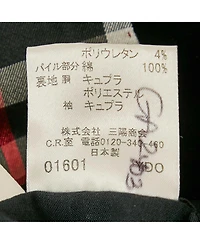 ポリウレタン 4%
パイル部分 綿 100%
裏地 胴 キュプラ
ポリエステル
袖 キュプラ
株式会社 三陽商会
C.R.室 電話0120-340-460
日本製
01601 MDO